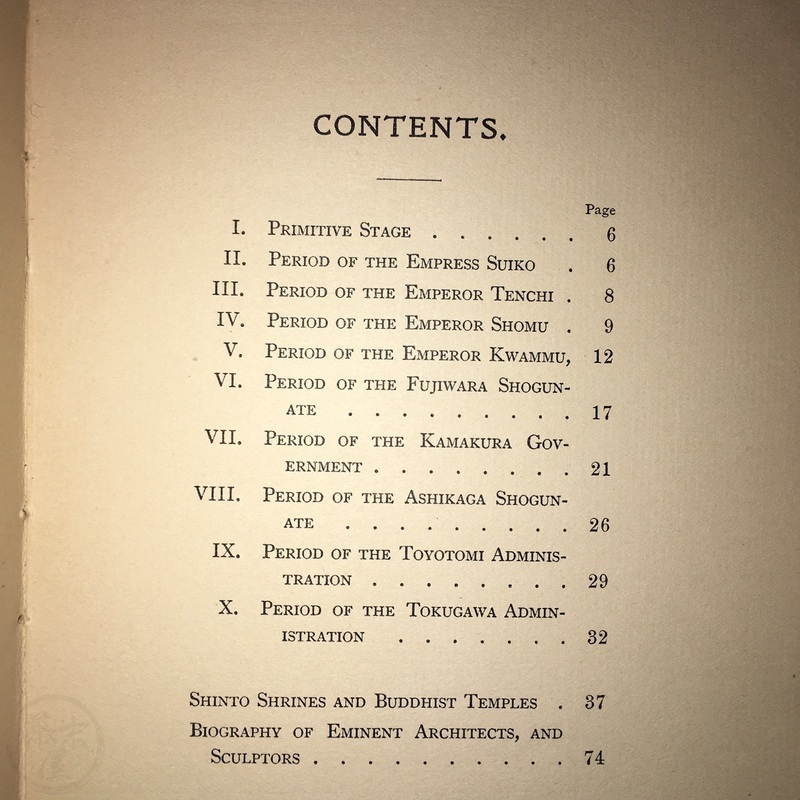 CONTENTS.
Page
I. PRIMITIVE STAGE . . . . . . 6
II. PERIOD OF THE EMPRESS SUIKO . 6
III. PERIOD OF THE EMPEROR TENCHI . 8
IV. PERIOD OF THE EMPEROR SHOMU . 9
V. PERIOD OF THE EMPEROR KWAMMU, 12
VI. PERIOD OF THE FUJIWARA SHOGUN-
ATE . . . . . . . . . 17
VII. PERIOD OF THE KAMAKURA GOV-
ERNMENT . . . . . . . . 21
VIII. PERIOD OF THE ASHIKAGA SHOGUN-
ATE . . . . . . . . . 26
IX. PERIOD OF THE TOYOTOMI ADMINIS-
TRATION . . . . . . . . 29
X. PERIOD OF THE TOKUGAWA ADMIN-
ISTRATION . . . . . . . 32
SHINTO SHRINES AND BUDDHIST TEMPLES . 37
BIOGRAPHY OF EMINENT ARCHITECTS, AND
SCULPTORS . . . . . . . . . . 74